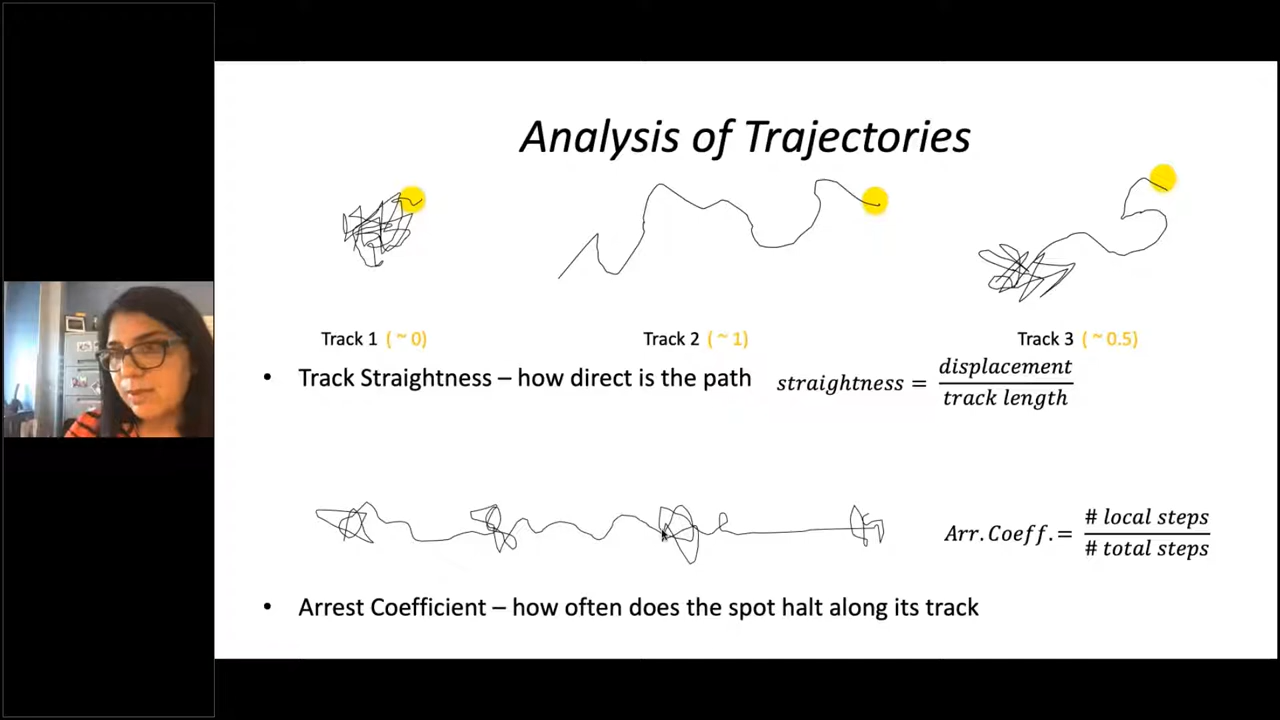 Analysis of Trajectories
Track 1 ( ~ 0)
Track 2 ( ~ 1)
Track 3 ( ~ 0.5)
• Track Straightness – how direct is the path
straightness = displacement / track length
Arr. Coeff. = # local steps / # total steps
• Arrest Coefficient – how often does the spot halt along its track